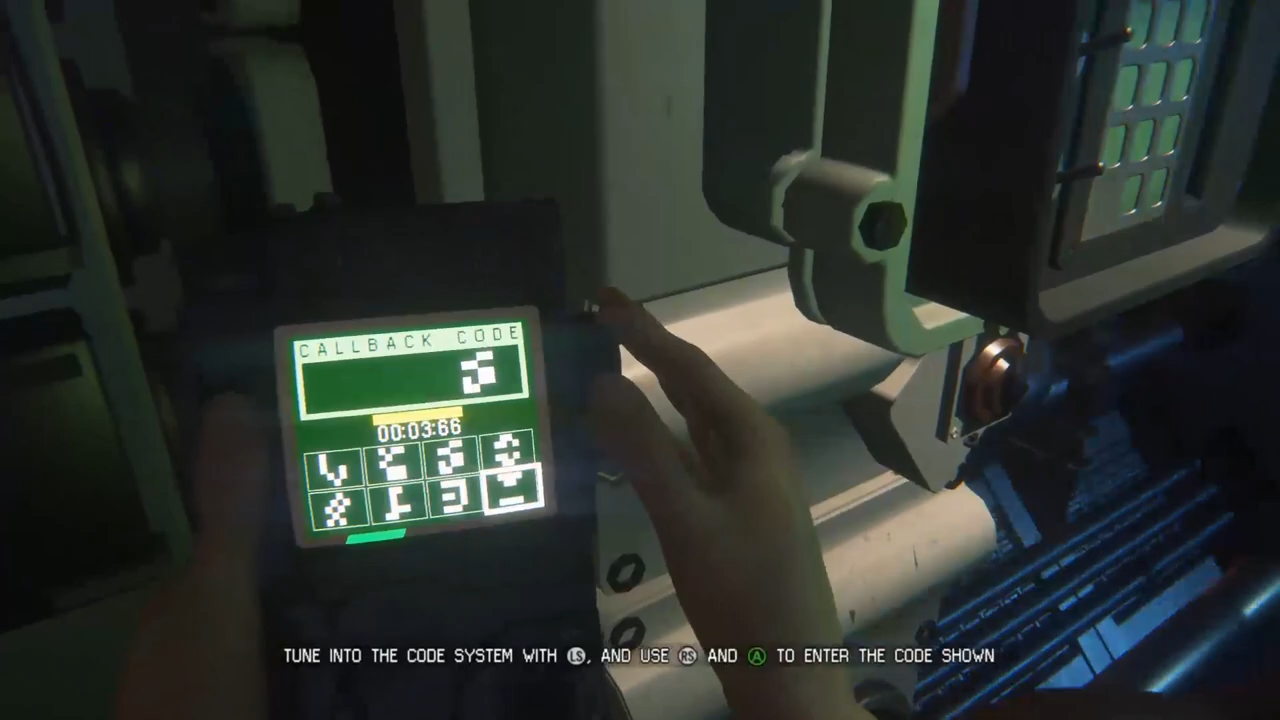 CALLBACK CODE
00:03:66
TUNE INTO THE CODE SYSTEM WITH LS, AND USE RS AND A TO ENTER THE CODE SHOWN